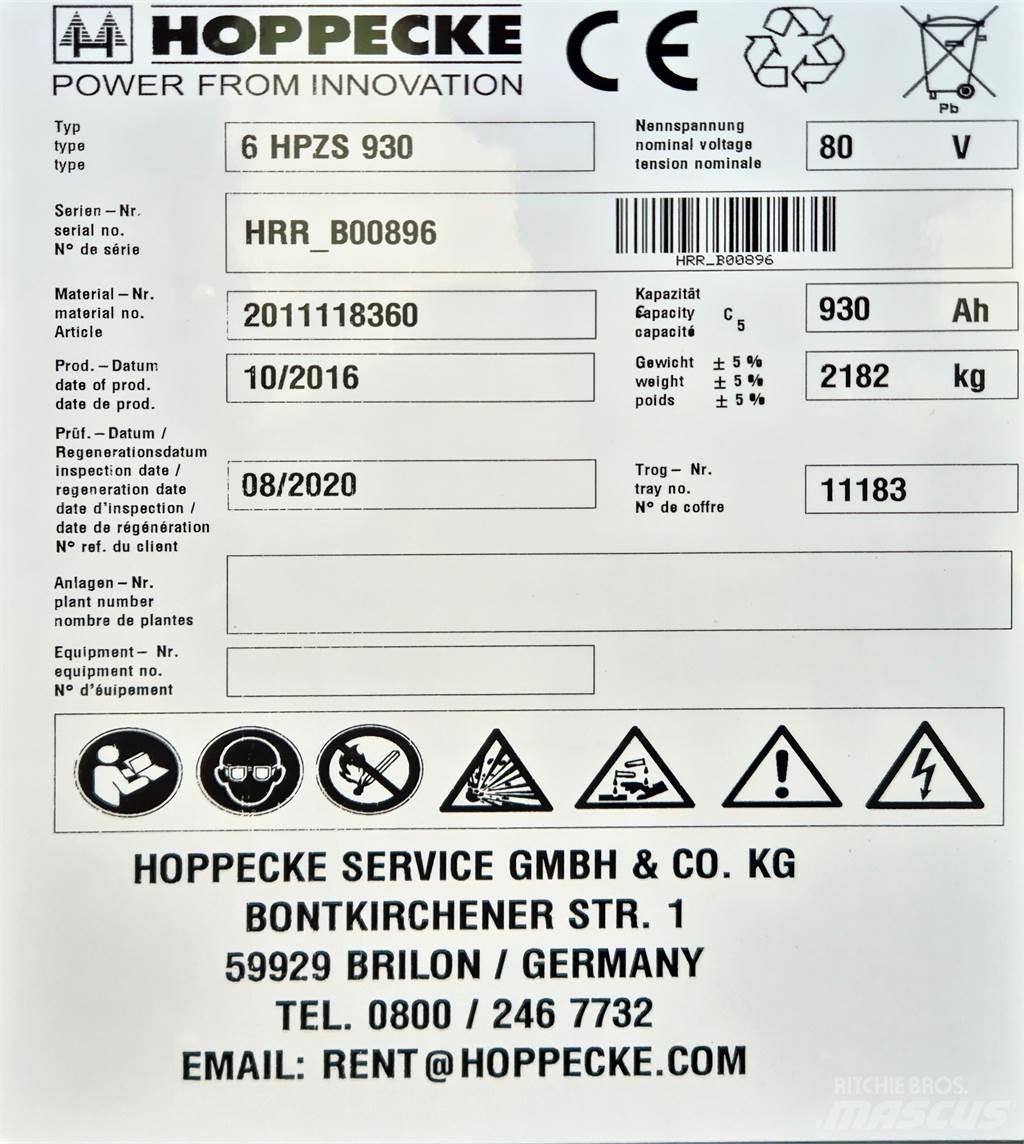 HOPPECKE
POWER FROM INNOVATION
CE
Pb
Typ
type
type
6 HPZS 930
Nennspannung
nominal voltage
tension nominale
80 V
Serien – Nr.
serial no.
N° de série
HRR_B00896
HRR_B00896
Material – Nr.
material no.
Article
2011118360
Kapazität
Capacity C5
capacité
930 Ah
Prod. – Datum
date of prod.
date de prod.
10/2016
Gewicht ± 5 %
weight ± 5 %
poids ± 5 %
2182 kg
Prüf. – Datum /
Regenerationsdatum
inspection date /
regeneration date
date d'inspection /
date de régénération
N° ref. du client
08/2020
Trog – Nr.
tray no.
N° de coffre
11183
Anlagen – Nr.
plant number
nombre de plantes
Equipment – Nr.
equipment no.
N° d'éuipement
HOPPECKE SERVICE GMBH & CO. KG
BONTKIRCHENER STR. 1
59929 BRILON / GERMANY
TEL. 0800 / 246 7732
EMAIL: RENT@HOPPECKE.COM
RITCHIE BROS.
MASCUS